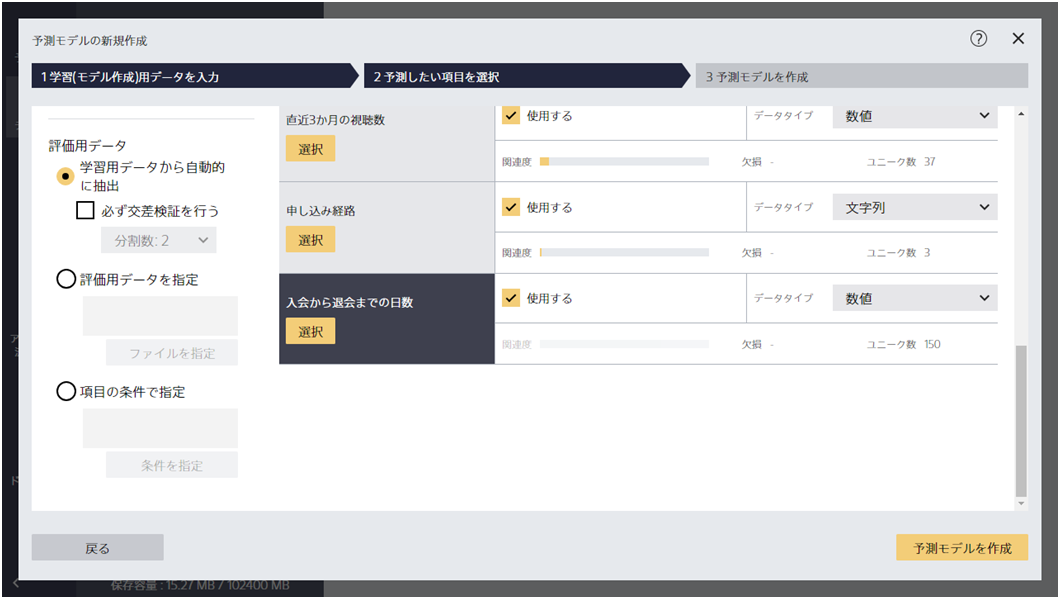 予測モデルの新規作成
?
1 学習(モデル作成)用データを入力
2 予測したい項目を選択
3 予測モデルを作成
評価用データ
学習用データから自動的
に抽出
必ず交差検証を行う
分割数: 2
評価用データを指定
ファイルを指定
項目の条件で指定
条件を指定
直近3か月の視聴数
選択
使用する
データタイプ
数値
関連度
欠損 -
ユニーク数 37
申し込み経路
選択
使用する
データタイプ
文字列
関連度
欠損 -
ユニーク数 3
入会から退会までの日数
選択
使用する
データタイプ
数値
関連度
欠損 -
ユニーク数 150
戻る
予測モデルを作成
保存容量 : 15.27 MB / 102400 MB